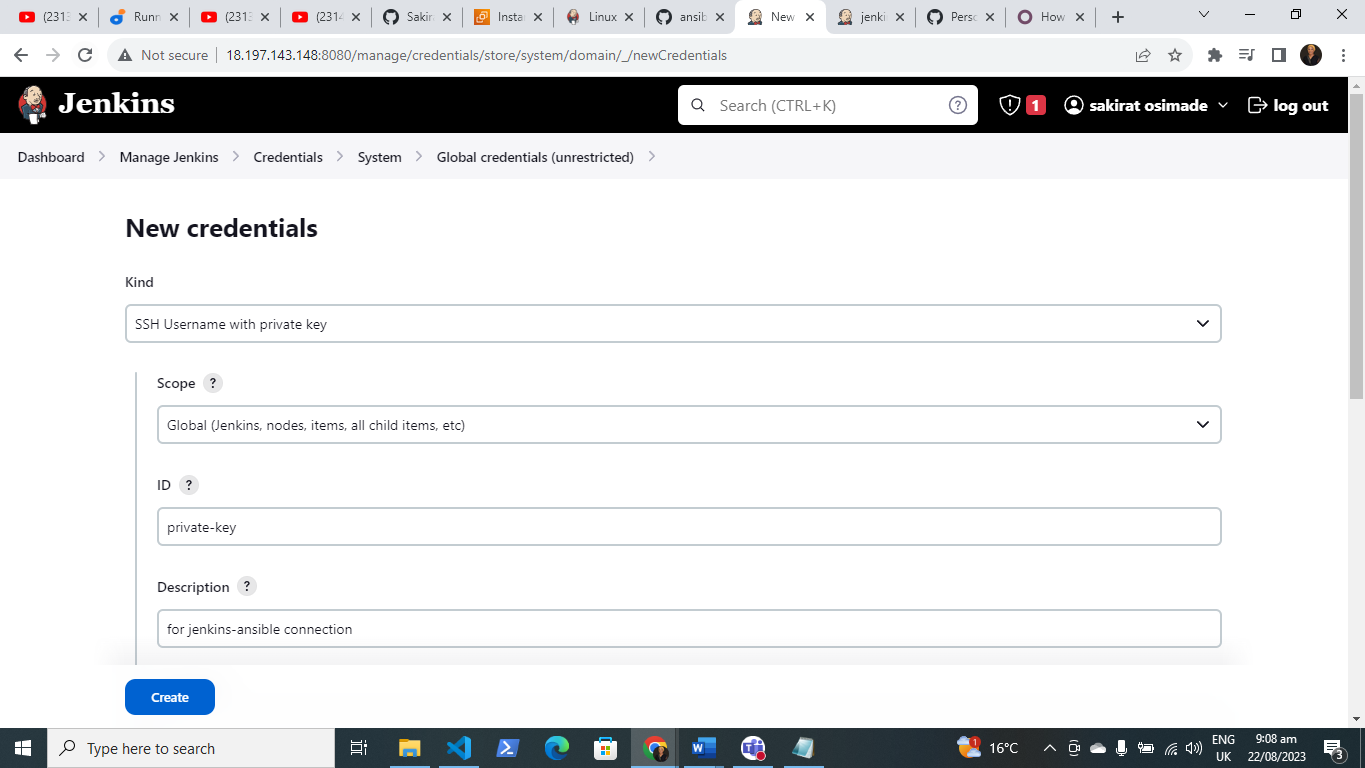 (2313
Runn
(2313
(2314
Sakir
Insta
Linux
ansib
New
jenki
Perso
How
Not secure
18.197.143.148:8080/manage/credentials/store/system/domain/_/newCredentials
Jenkins
Search (CTRL+K)
?
1
sakirat osimade
log out
Dashboard
Manage Jenkins
Credentials
System
Global credentials (unrestricted)
New credentials
Kind
SSH Username with private key
Scope ?
Global (Jenkins, nodes, items, all child items, etc)
ID ?
private-key
Description ?
for jenkins-ansible connection
Create
Type here to search
1
16°C
ENG
UK
9:08 am
22/08/2023
3